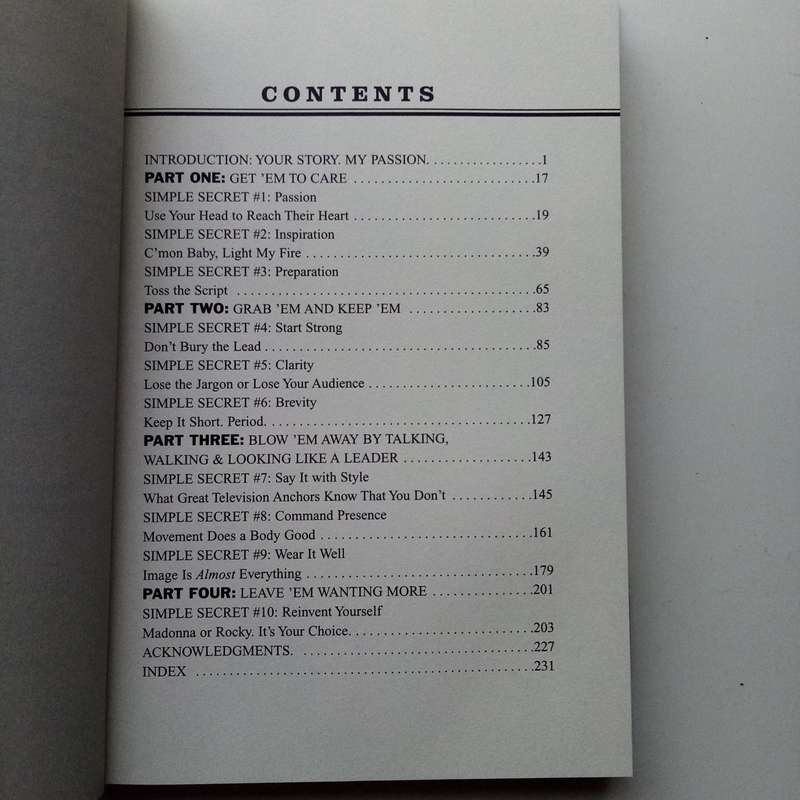 CONTENTS
INTRODUCTION: YOUR STORY. MY PASSION. . . . . . . . . . . . . . . . . .1
PART ONE: GET ’EM TO CARE . . . . . . . . . . . . . . . . . . . . . . . . . . .17
SIMPLE SECRET #1: Passion
Use Your Head to Reach Their Heart . . . . . . . . . . . . . . . . . . . . . . . . . . .19
SIMPLE SECRET #2: Inspiration
C’mon Baby, Light My Fire . . . . . . . . . . . . . . . . . . . . . . . . . . . . . . . . . .39
SIMPLE SECRET #3: Preparation
Toss the Script . . . . . . . . . . . . . . . . . . . . . . . . . . . . . . . . . . . . . . . . . . . .65
PART TWO: GRAB ’EM AND KEEP ’EM . . . . . . . . . . . . . . . . . . .83
SIMPLE SECRET #4: Start Strong
Don’t Bury the Lead . . . . . . . . . . . . . . . . . . . . . . . . . . . . . . . . . . . . . . . .85
SIMPLE SECRET #5: Clarity
Lose the Jargon or Lose Your Audience . . . . . . . . . . . . . . . . . . . . . . . .105
SIMPLE SECRET #6: Brevity
Keep It Short. Period. . . . . . . . . . . . . . . . . . . . . . . . . . . . . . . . . . . . . . .127
PART THREE: BLOW ’EM AWAY BY TALKING,
WALKING & LOOKING LIKE A LEADER . . . . . . . . . . . . . . . . . . .143
SIMPLE SECRET #7: Say It with Style
What Great Television Anchors Know That You Don’t . . . . . . . . . . . .145
SIMPLE SECRET #8: Command Presence
Movement Does a Body Good . . . . . . . . . . . . . . . . . . . . . . . . . . . . . . .161
SIMPLE SECRET #9: Wear It Well
Image Is Almost Everything . . . . . . . . . . . . . . . . . . . . . . . . . . . . . . . . .179
PART FOUR: LEAVE ’EM WANTING MORE . . . . . . . . . . . . . . .201
SIMPLE SECRET #10: Reinvent Yourself
Madonna or Rocky. It’s Your Choice. . . . . . . . . . . . . . . . . . . . . . . . . . .203
ACKNOWLEDGMENTS. . . . . . . . . . . . . . . . . . . . . . . . . . . . . . . . . .227
INDEX . . . . . . . . . . . . . . . . . . . . . . . . . . . . . . . . . . . . . . . . . . . . . . . . .231